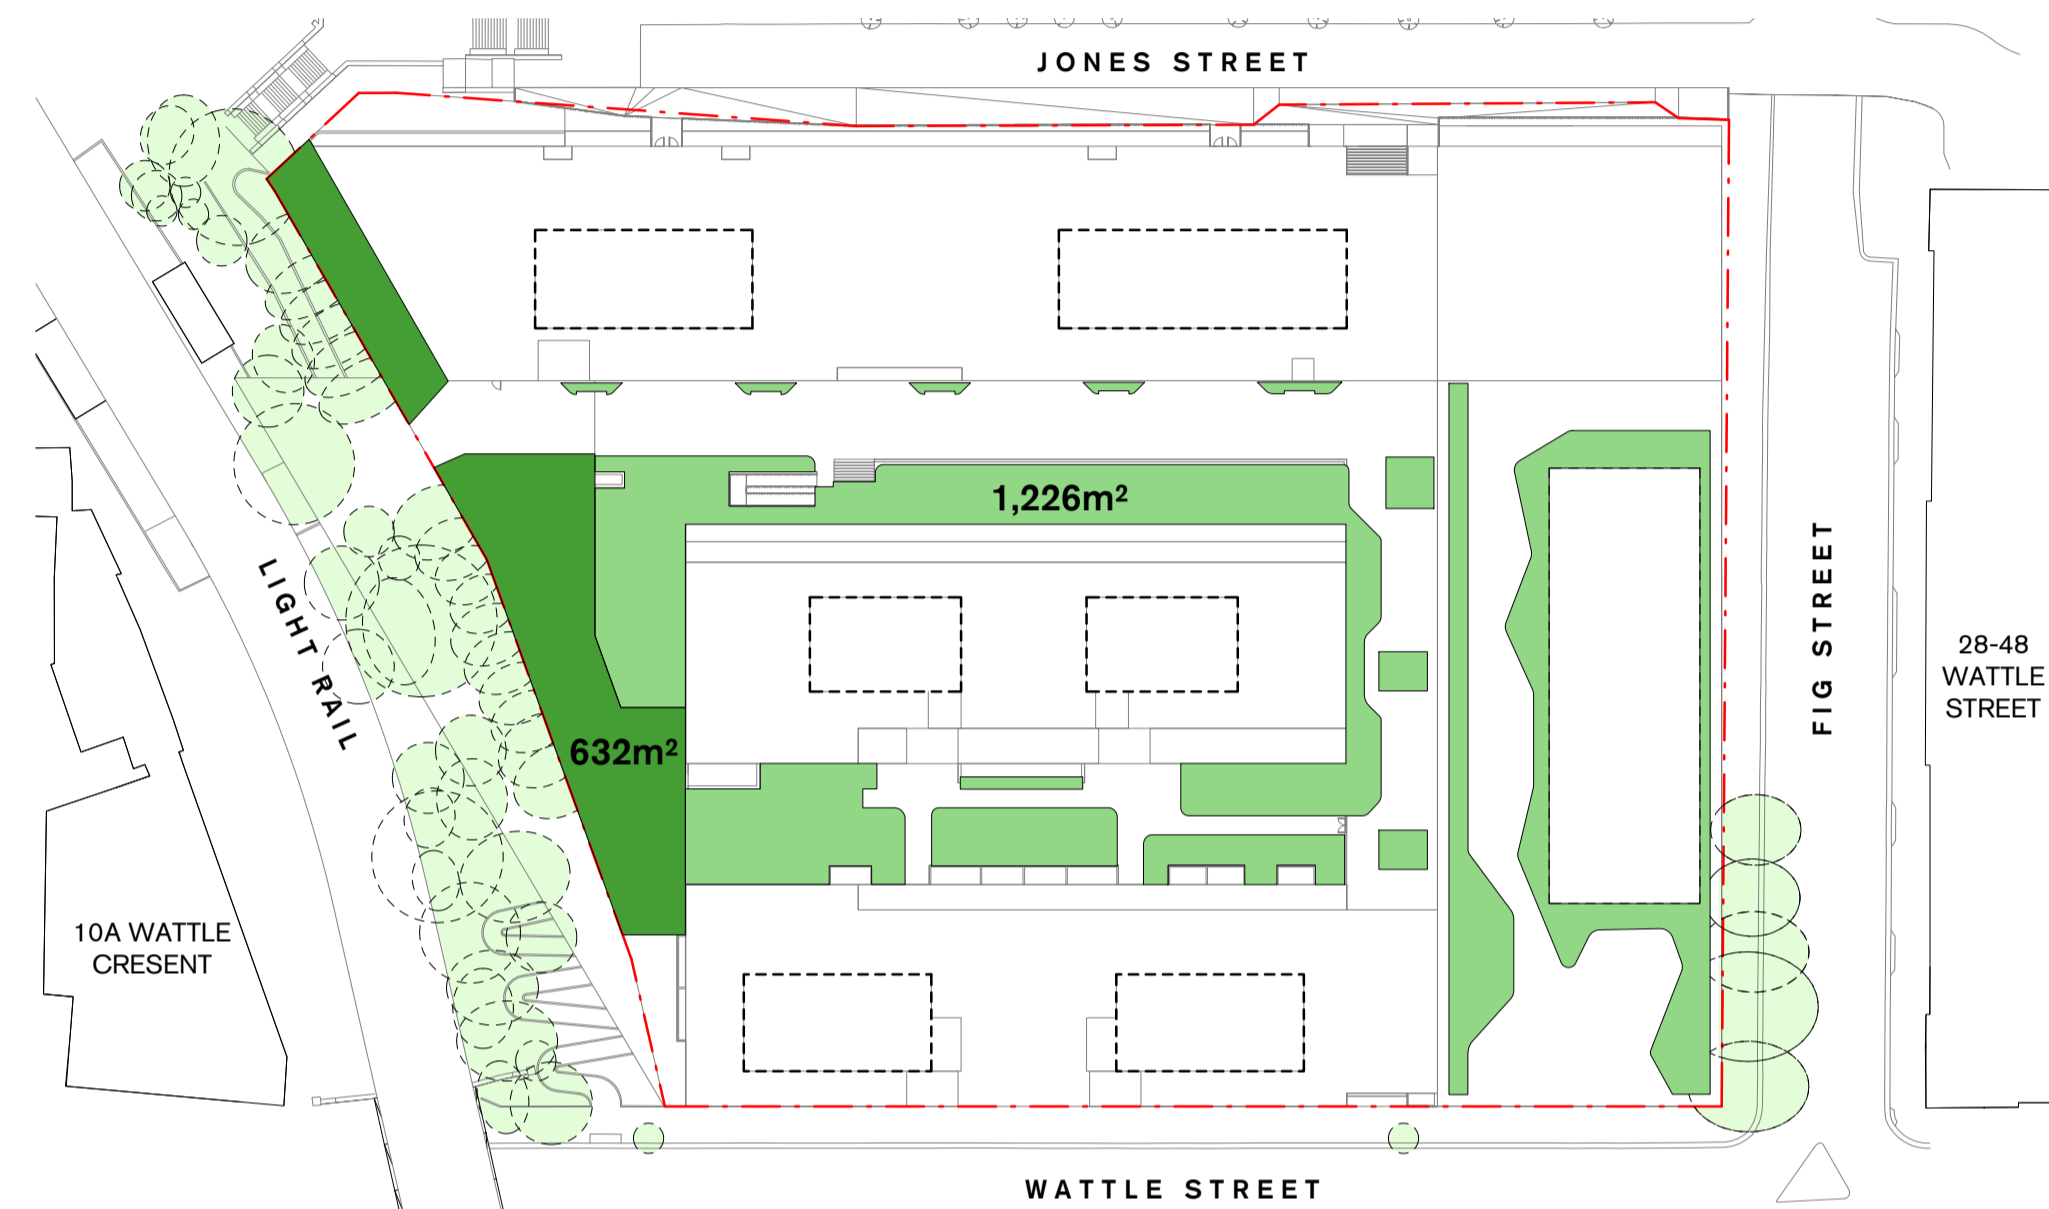 JONES STREET
1,226m²
LIGHT RAIL
FIG STREET
28-48
WATTLE
STREET
632m²
10A WATTLE
CRESENT
WATTLE STREET